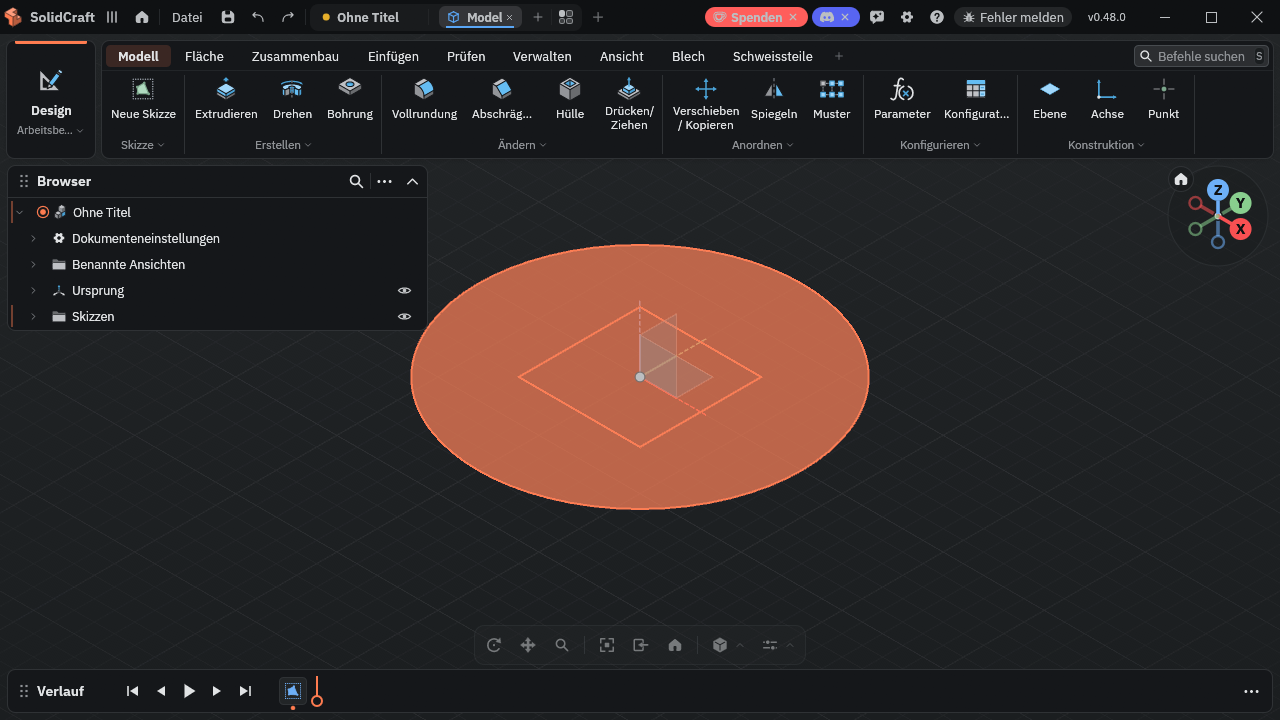 SolidCraft
Datei
Ohne Titel
Model
Spenden
Fehler melden
v0.48.0
Modell
Fläche
Zusammenbau
Einfügen
Prüfen
Verwalten
Ansicht
Blech
Schweissteile
Befehle suchen
S
Design
Arbeitsbe...
Neue Skizze
Extrudieren
Drehen
Bohrung
Vollrundung
Abschräg...
Hülle
Drücken/
Ziehen
Verschieben
/ Kopieren
Spiegeln
Muster
Parameter
Konfigurat...
Ebene
Achse
Punkt
Skizze
Erstellen
Ändern
Anordnen
Konfigurieren
Konstruktion
Browser
Ohne Titel
Dokumenteneinstellungen
Benannte Ansichten
Ursprung
Skizzen
Z
Y
X
Verlauf